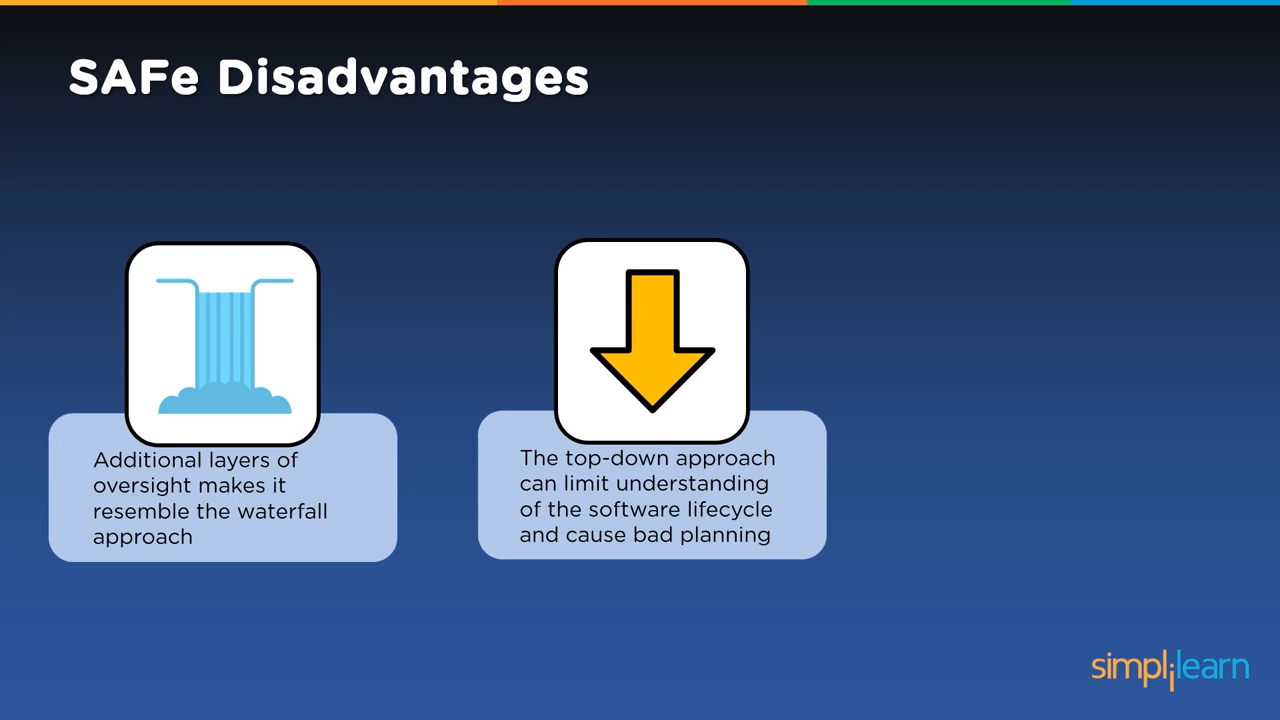 SAFe Disadvantages
Additional layers of
oversight makes it
resemble the waterfall
approach
The top-down approach
can limit understanding
of the software lifecycle
and cause bad planning
simplilearn